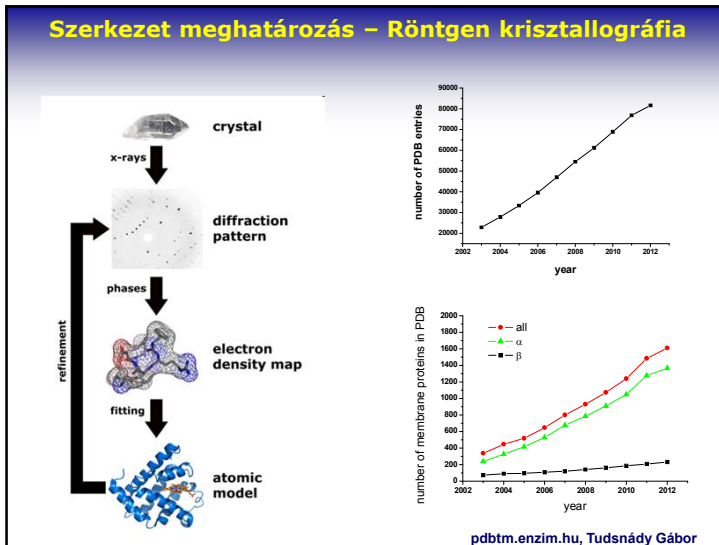 Szerkezet meghatározás – Röntgen krisztallográfia
crystal
x-rays
diffraction
pattern
phases
refinement
electron
density map
fitting
atomic
model
number of PDB entries
90000
80000
70000
60000
50000
40000
30000
20000
2002 2004 2006 2008 2010 2012
year
number of membrane proteins in PDB
2000
1800
1600
1400
1200
1000
800
600
400
200
0
all
α
β
2002 2004 2006 2008 2010 2012
year
pdbtm.enzim.hu, Tudsnády Gábor